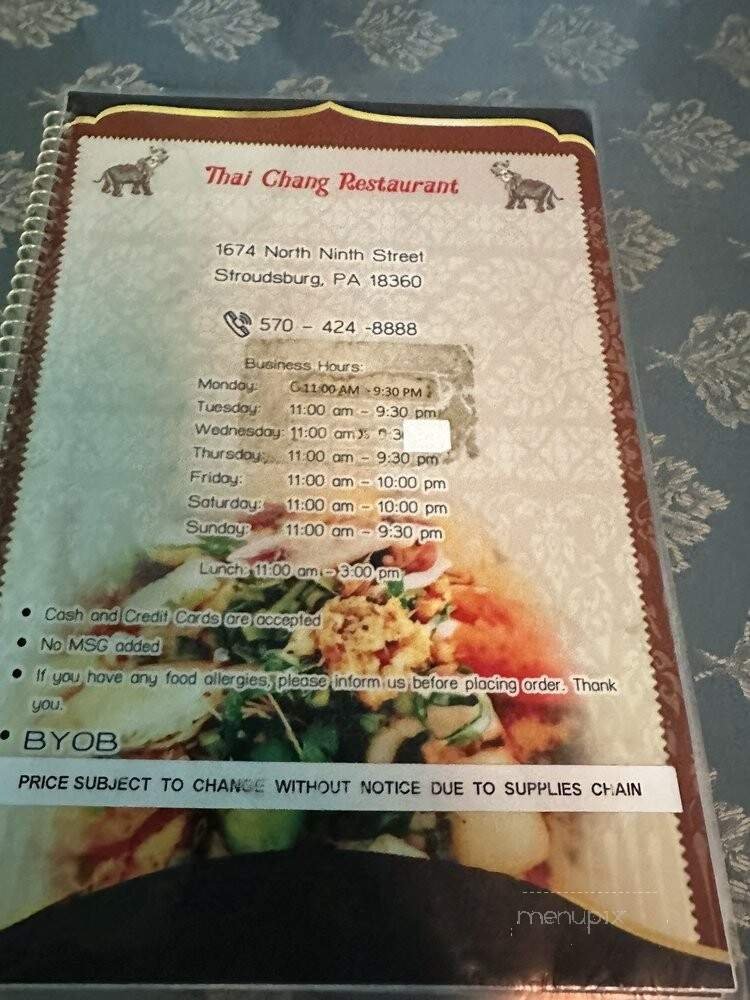 Thai Chang Restaurant
1674 North Ninth Street
Stroudsburg, PA 18360
570 - 424 -8888
Business Hours:
Monday: 11:00 AM - 9:30 PM
Tuesday: 11:00 am - 9:30 pm
Wednesday: 11:00 am
Thursday: 11:00 am - 9:30 pm
Friday: 11:00 am - 10:00 pm
Saturday: 11:00 am - 10:00 pm
Sunday: 11:00 am - 9:30 pm
Lunch: 11:00 am - 3:00 pm
• Cash and Credit Cards are accepted
• No MSG added
• If you have any food allergies, please inform us before placing order. Thank
you.
• BYOB
PRICE SUBJECT TO CHANGE WITHOUT NOTICE DUE TO SUPPLIES CHAIN
menupix